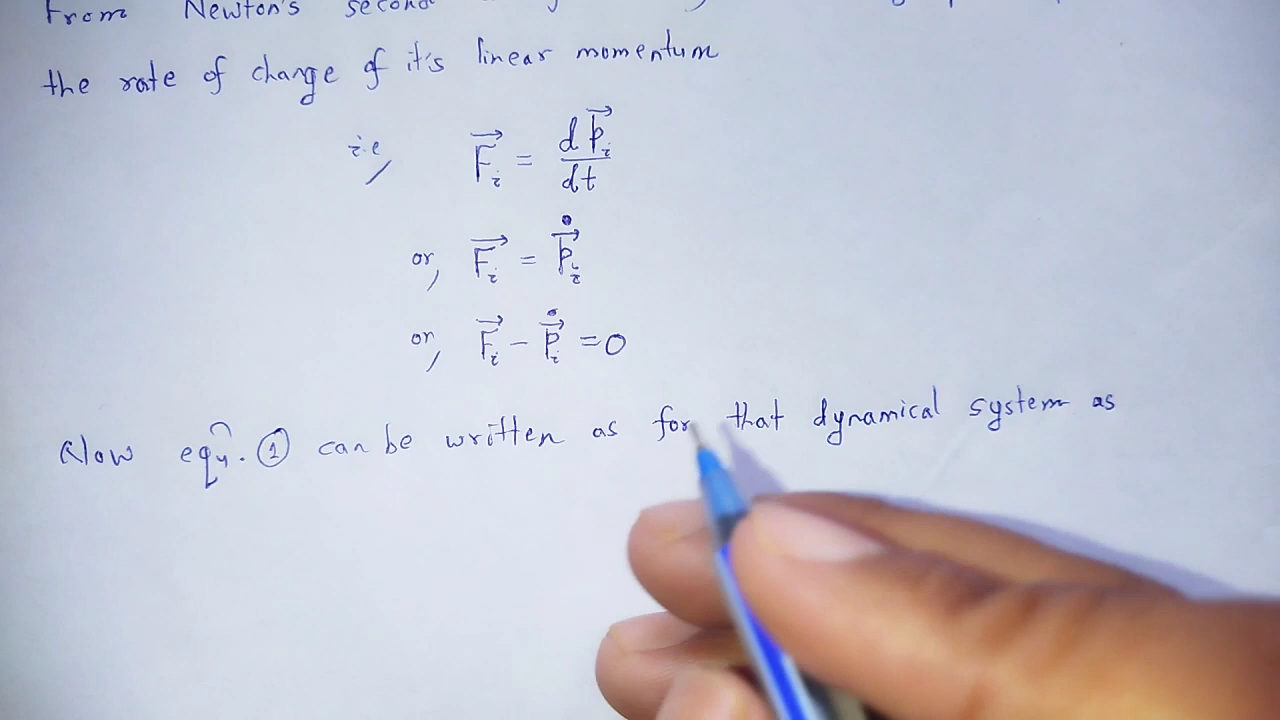 From Newton's second
the rate of change of it's linear momentum
i.e, F⃗ᵢ = dp⃗ᵢ/dt
or, F⃗ᵢ = ṗ⃗ᵢ
or, F⃗ᵢ - ṗ⃗ᵢ = 0
Now eqn. ① can be written as for that dynamical system as